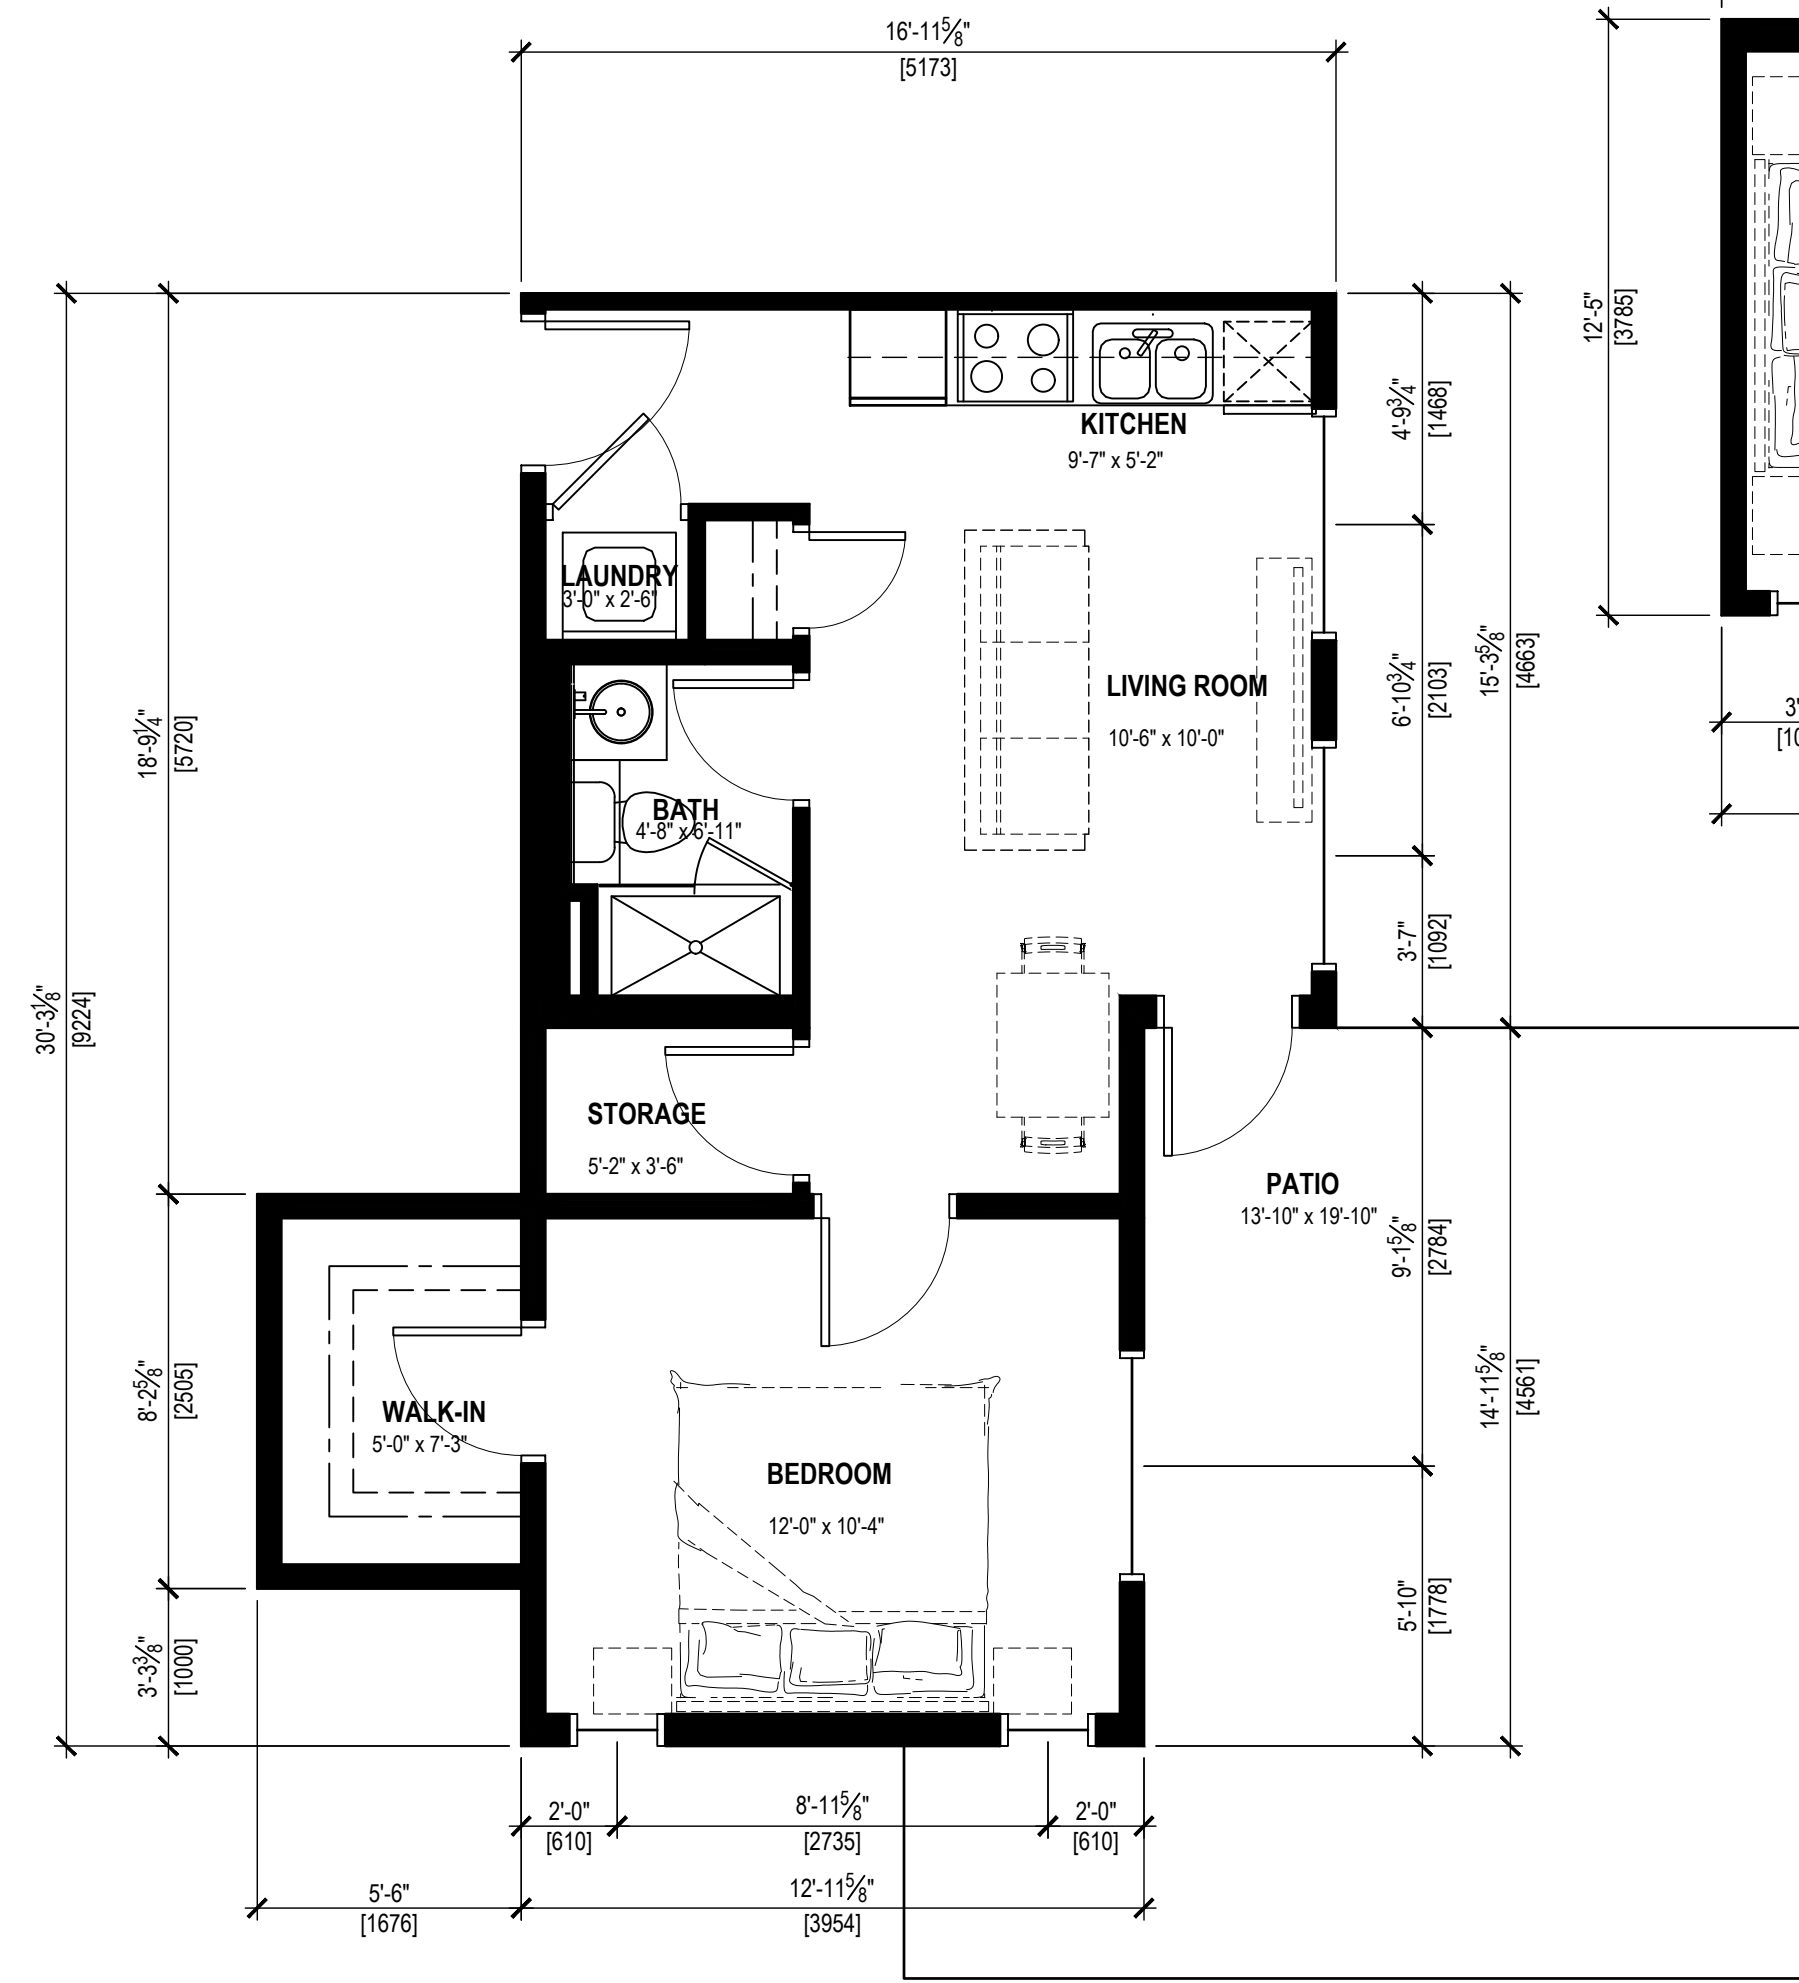 16'-11⅝"
[5173]
12'-5"
[3785]
KITCHEN
9'-7" x 5'-2"
4'-9¾"
[1468]
LAUNDRY
3'-0" x 2'-6"
LIVING ROOM
10'-6" x 10'-0"
6'-10¾"
[2103]
15'-3⅝"
[4663]
18'-9¼"
[5720]
BATH
4'-8" x 6'-11"
3'-7"
[1092]
30'-3⅛"
[9224]
STORAGE
5'-2" x 3'-6"
PATIO
13'-10" x 19'-10"
9'-1⅝"
[2784]
14'-11⅝"
[4561]
8'-2⅝"
[2505]
WALK-IN
5'-0" x 7'-3"
BEDROOM
12'-0" x 10'-4"
5'-10"
[1778]
3'-3⅜"
[1000]
2'-0"
[610]
8'-11⅝"
[2735]
2'-0"
[610]
5'-6"
[1676]
12'-11⅝"
[3954]